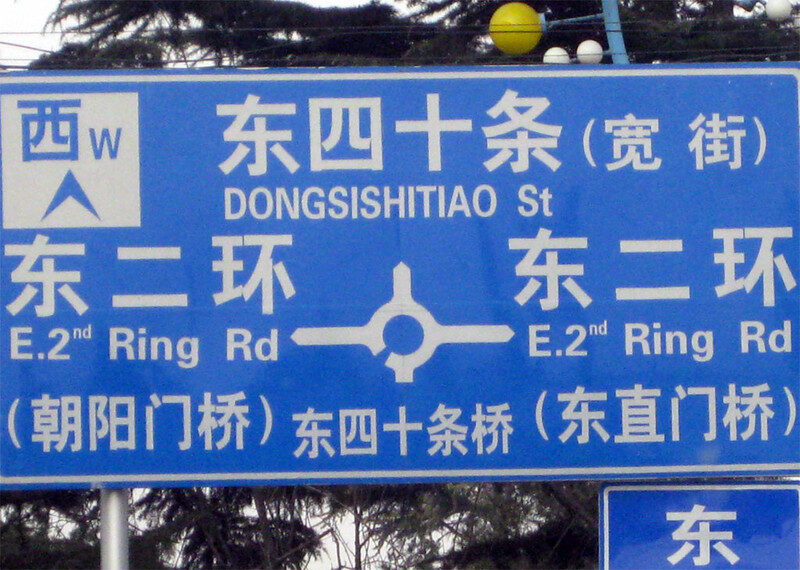 西 W
东四十条(宽街)
DONGSISHITIAO St
东二环
E.2nd Ring Rd
(朝阳门桥)
东二环
E.2nd Ring Rd
(东直门桥)
东四十条桥
东